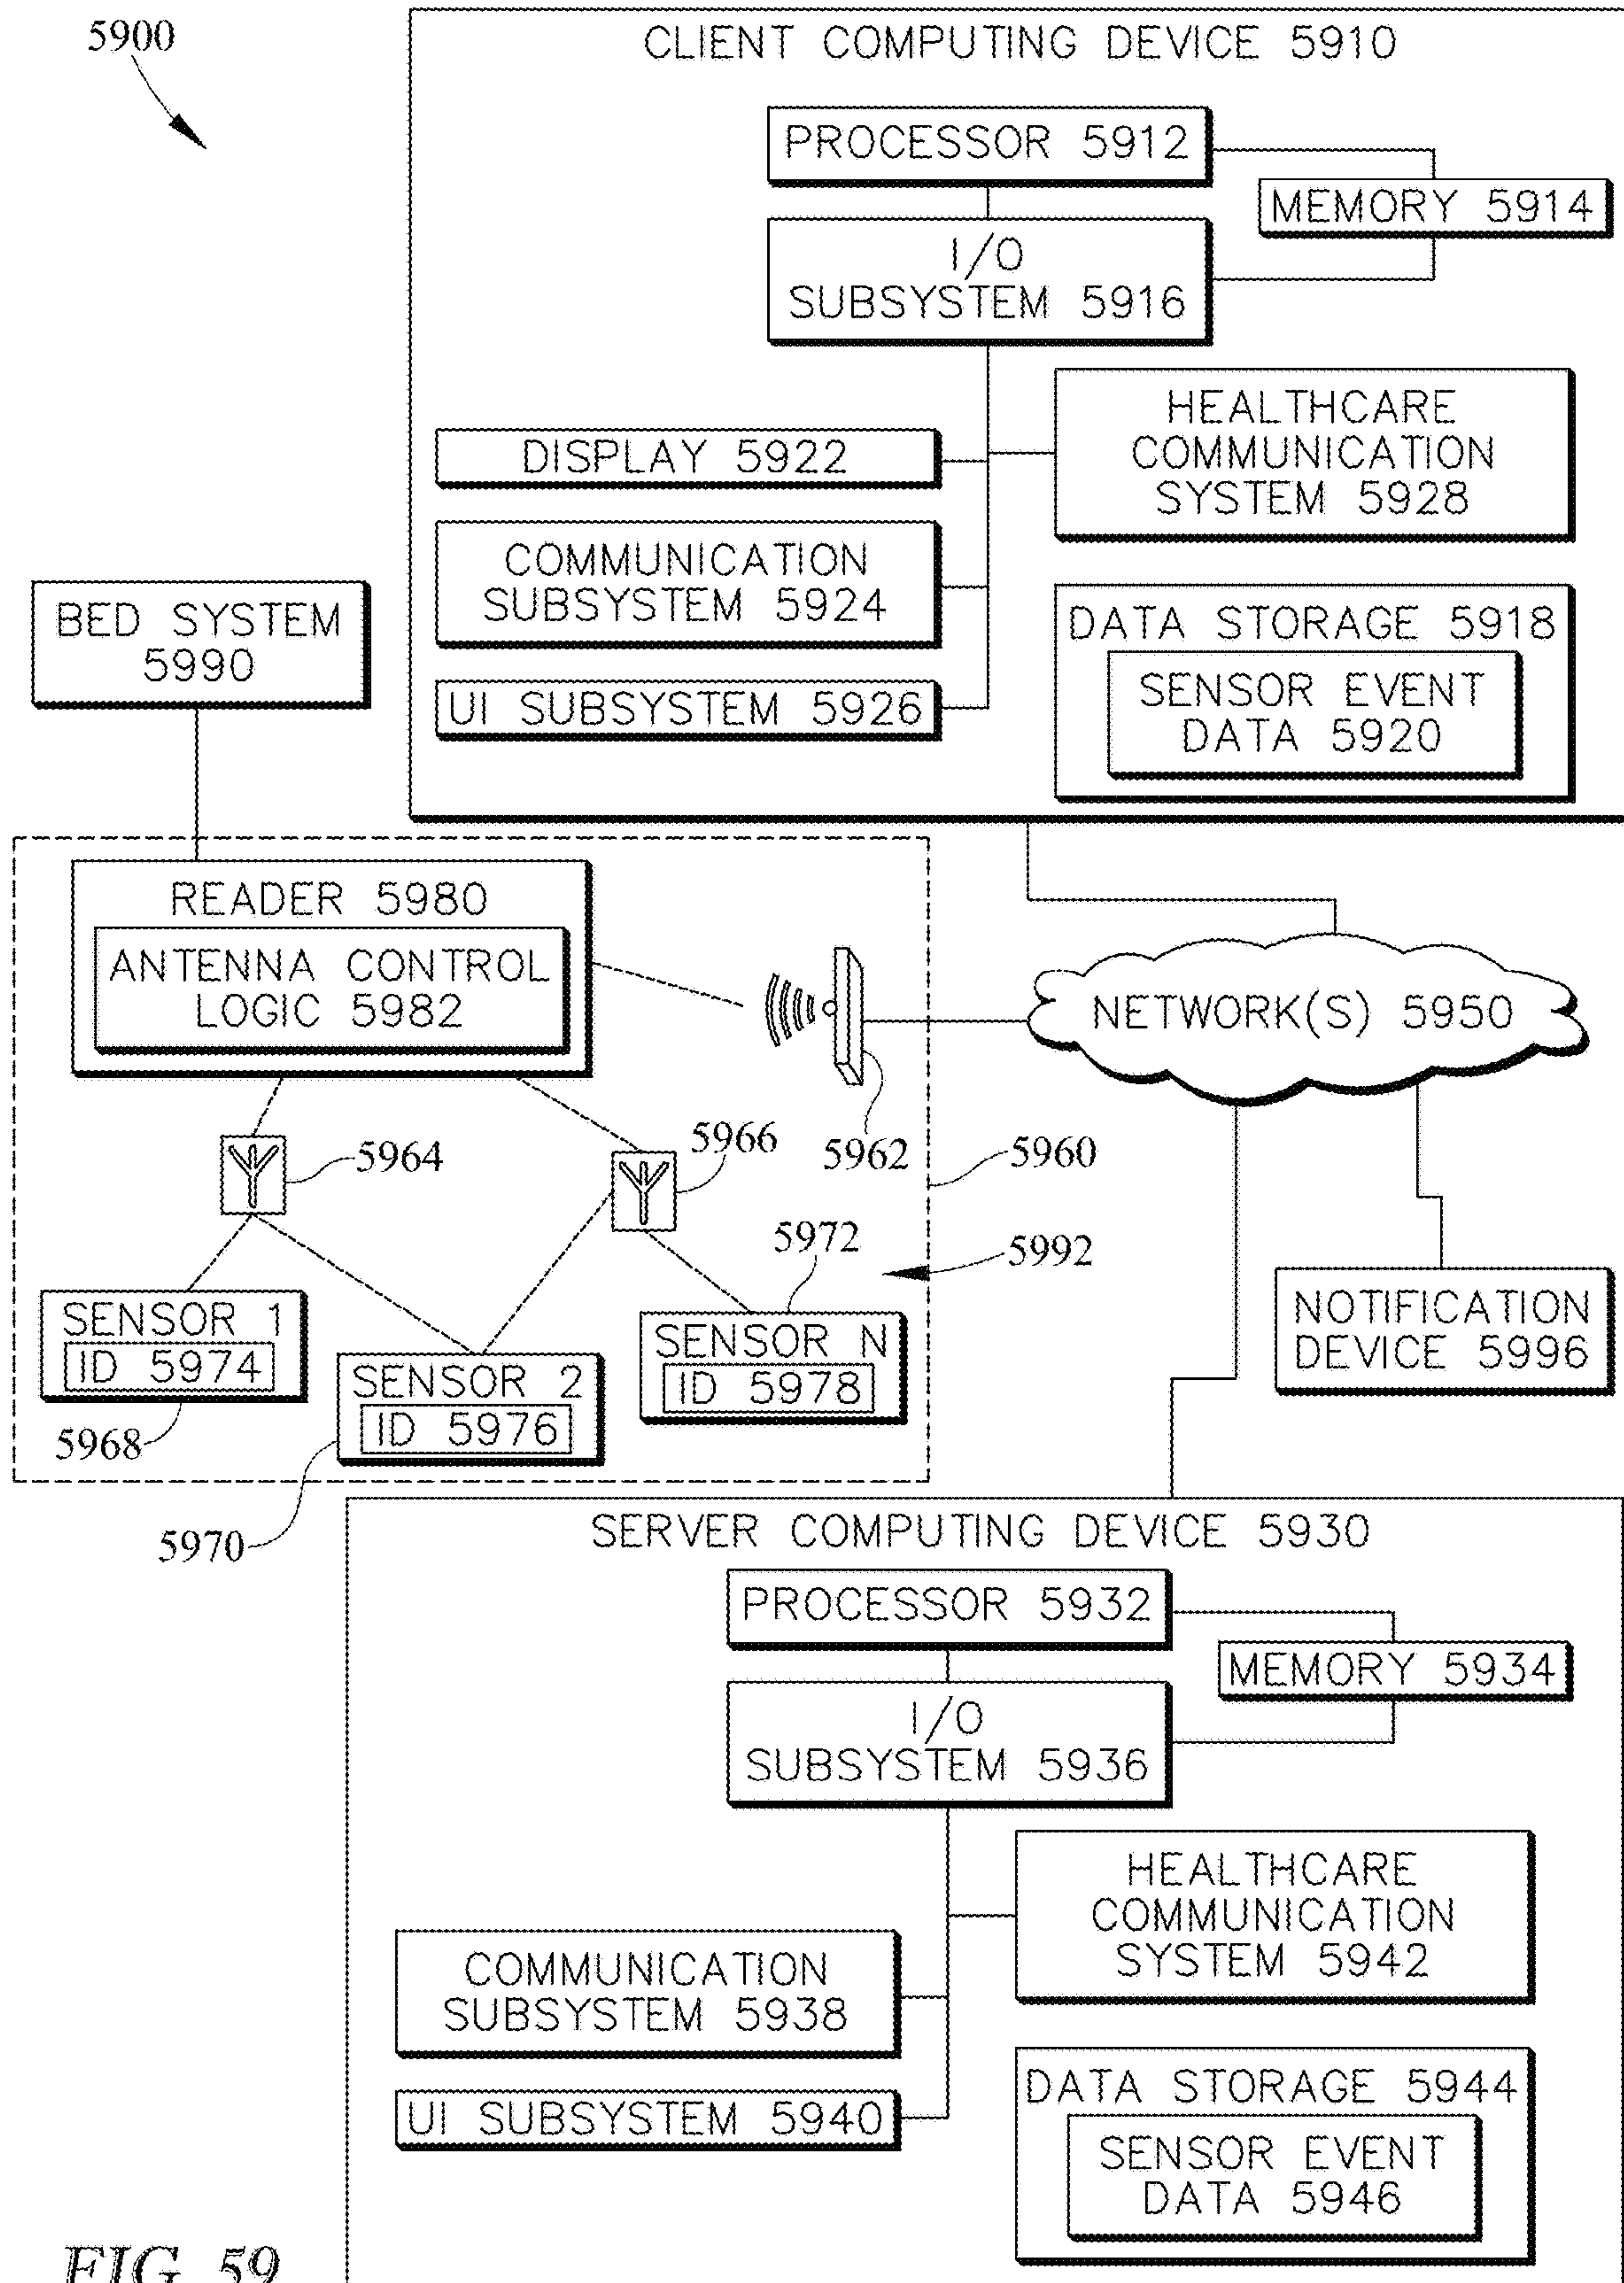 5900
CLIENT COMPUTING DEVICE 5910
PROCESSOR 5912
MEMORY 5914
I/O
SUBSYSTEM 5916
HEALTHCARE
COMMUNICATION
SYSTEM 5928
DISPLAY 5922
COMMUNICATION
SUBSYSTEM 5924
UI SUBSYSTEM 5926
DATA STORAGE 5918
SENSOR EVENT
DATA 5920
BED SYSTEM
5990
READER 5980
ANTENNA CONTROL
LOGIC 5982
NETWORK(S) 5950
5964
5966
5962
5960
5972
5992
SENSOR 1
ID 5974
5968
SENSOR 2
ID 5976
5970
SENSOR N
ID 5978
NOTIFICATION
DEVICE 5996
SERVER COMPUTING DEVICE 5930
PROCESSOR 5932
MEMORY 5934
I/O
SUBSYSTEM 5936
HEALTHCARE
COMMUNICATION
SYSTEM 5942
COMMUNICATION
SUBSYSTEM 5938
UI SUBSYSTEM 5940
DATA STORAGE 5944
SENSOR EVENT
DATA 5946
FIG. 59